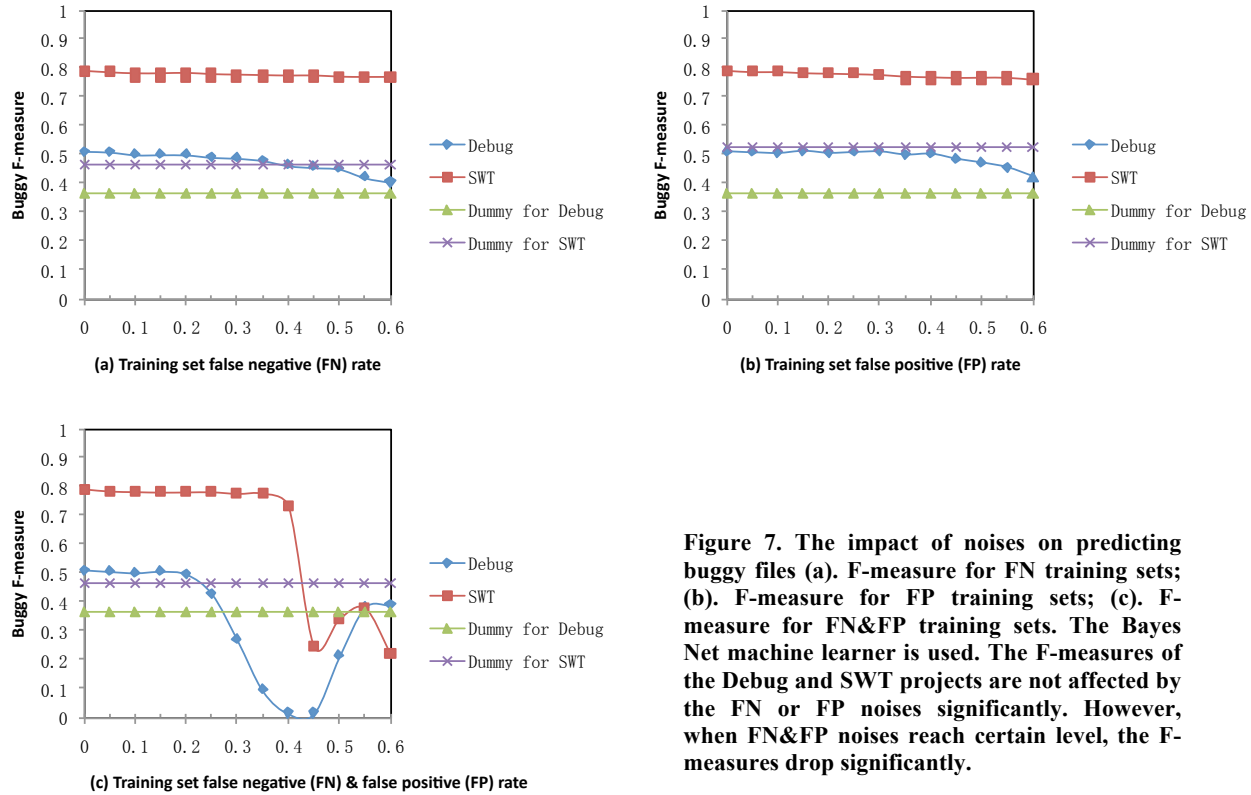 1
0.9
0.8
0.7
0.6
0.5
0.4
0.3
0.2
0.1
0
Buggy F-measure
0 0.1 0.2 0.3 0.4 0.5 0.6
(a) Training set false negative (FN) rate
Debug
SWT
Dummy for Debug
Dummy for SWT
1
0.9
0.8
0.7
0.6
0.5
0.4
0.3
0.2
0.1
0
Buggy F-measure
0 0.1 0.2 0.3 0.4 0.5 0.6
(b) Training set false positive (FP) rate
Debug
SWT
Dummy for Debug
Dummy for SWT
1
0.9
0.8
0.7
0.6
0.5
0.4
0.3
0.2
0.1
0
Buggy F-measure
0 0.1 0.2 0.3 0.4 0.5 0.6
(c) Training set false negative (FN) & false positive (FP) rate
Debug
SWT
Dummy for Debug
Dummy for SWT
Figure 7. The impact of noises on predicting
buggy files (a). F-measure for FN training sets;
(b). F-measure for FP training sets; (c). F-
measure for FN&FP training sets. The Bayes
Net machine learner is used. The F-measures of
the Debug and SWT projects are not affected by
the FN or FP noises significantly. However,
when FN&FP noises reach certain level, the F-
measures drop significantly.